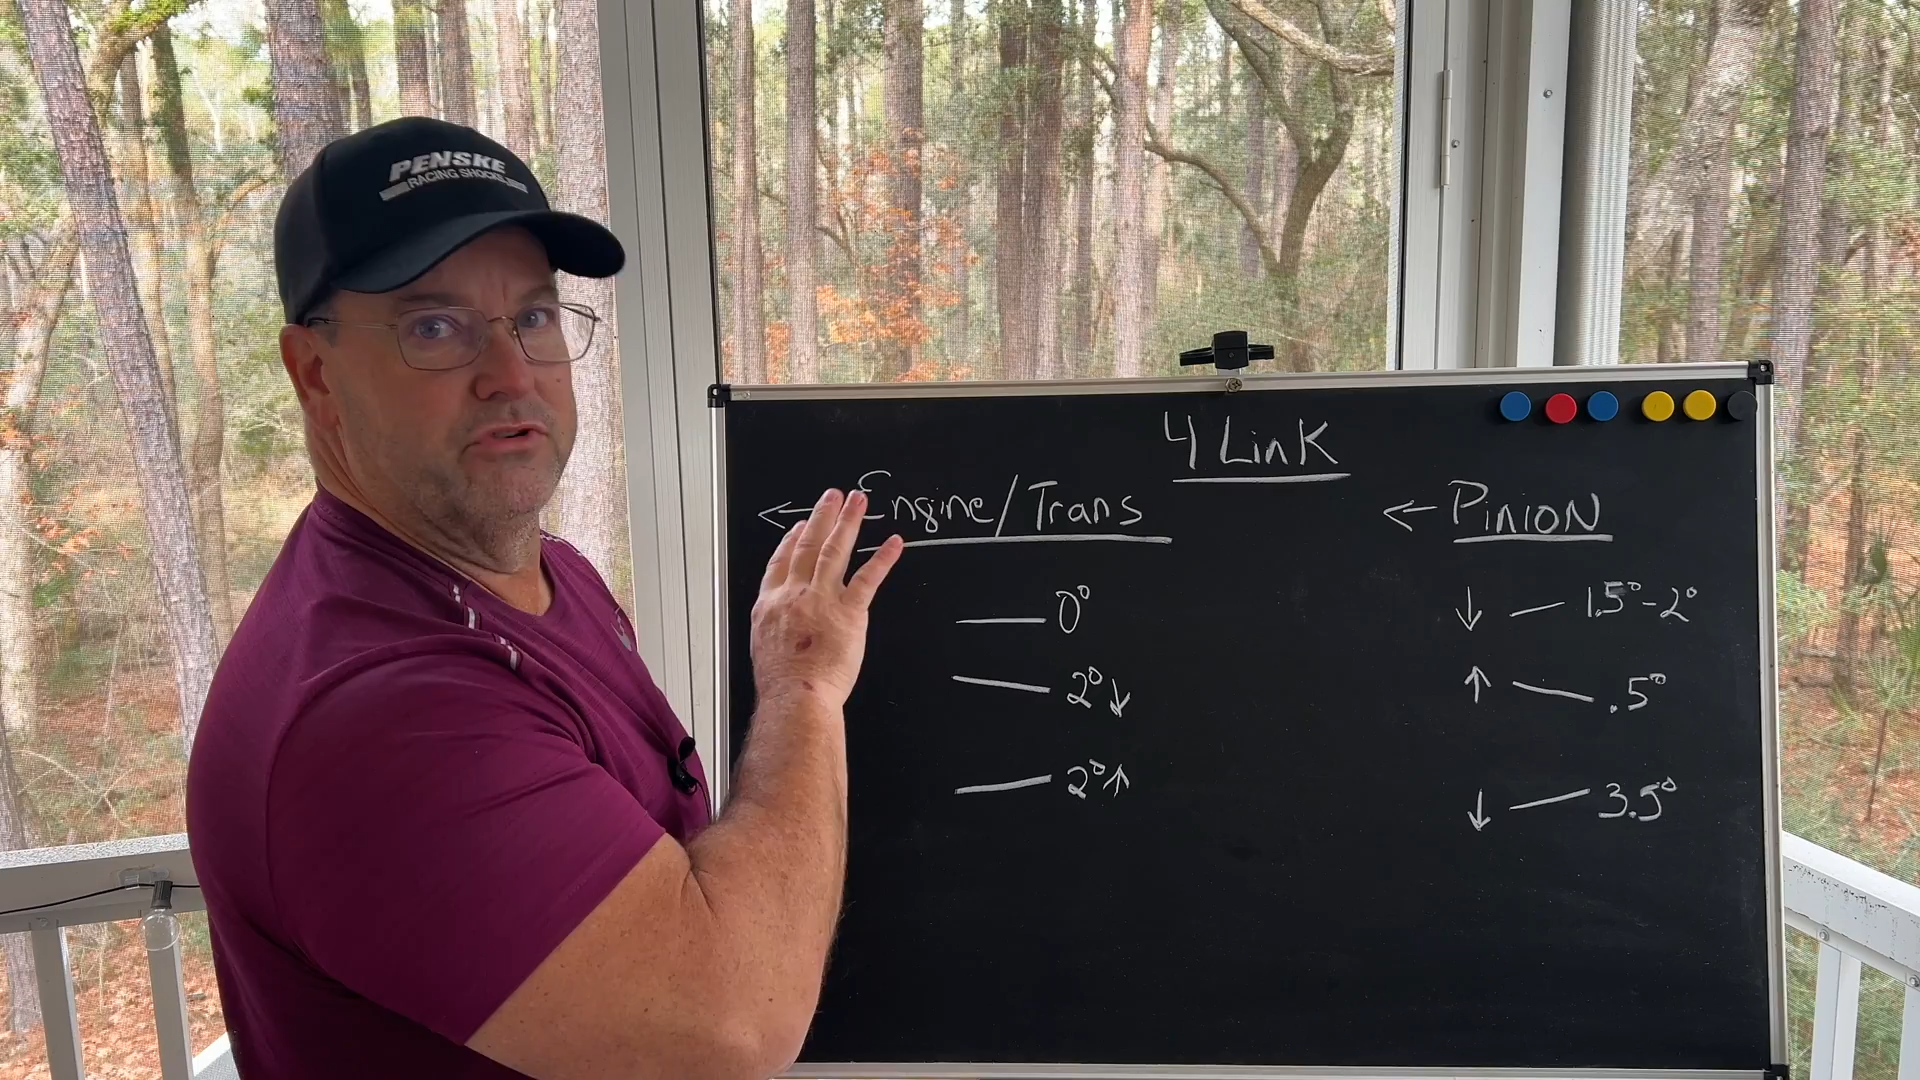 PENSKE
RACING SHOCKS
4 Link
← Engine/Trans
← Pinion
0°
↓ 1.5°-2°
2° ↓
↑ .5°
2° ↑
↓ 3.5°